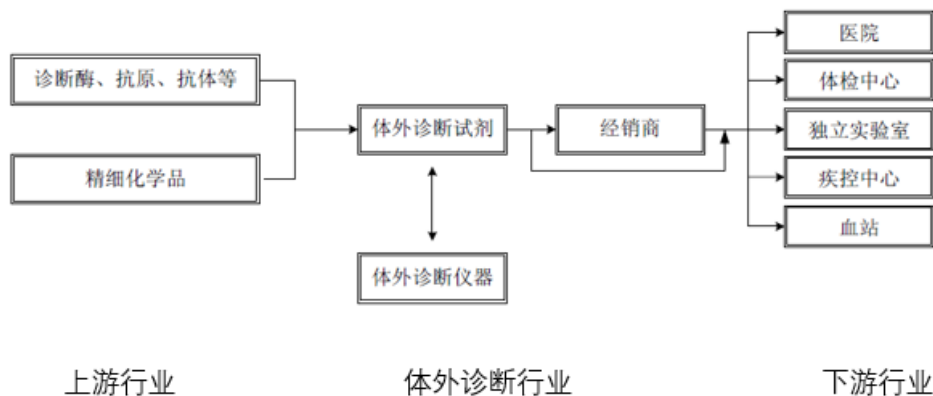 医院
诊断酶、抗原、抗体等
体检中心
体外诊断试剂
经销商
独立实验室
精细化学品
疾控中心
血站
体外诊断仪器
上游行业
体外诊断行业
下游行业